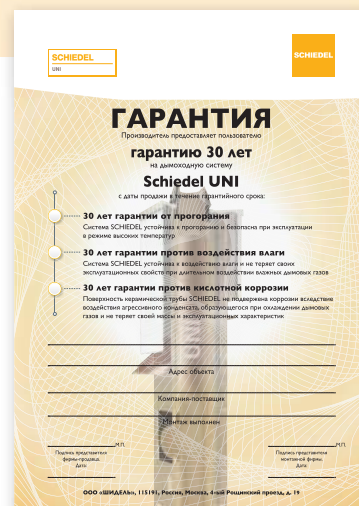 SCHIEDEL
UNI
SCHIEDEL
ГАРАНТИЯ
Производитель предоставляет пользователю
гарантию 30 лет
на дымоходную систему
Schiedel UNI
с даты продажи в течение гарантийного срока:
30 лет гарантии от прогорания
Система SCHIEDEL устойчива к прогоранию и безопасна при эксплуатации
в режиме высоких температур
30 лет гарантии против воздействия влаги
Система SCHIEDEL устойчива к воздействию влаги и не теряет своих
эксплуатационных свойств при длительном воздействии влажных дымовых газов
30 лет гарантии против кислотной коррозии
Поверхность керамической трубы SCHIEDEL не подвержена коррозии вследствие
воздействия агрессивного конденсата, образующегося при охлаждении дымовых
газов и не теряет своей массы и эксплуатационных характеристик
Адрес объекта
Компания-поставщик
Монтаж выполнен
М.П.
М.П.
Подпись представителя
фирмы-продавца.
Дата:
Подпись представителя
монтажной фирмы.
Дата:
ООО «ШИДЕЛЬ», 115191, Россия, Москва, 4-ый Рощинский проезд, д. 19